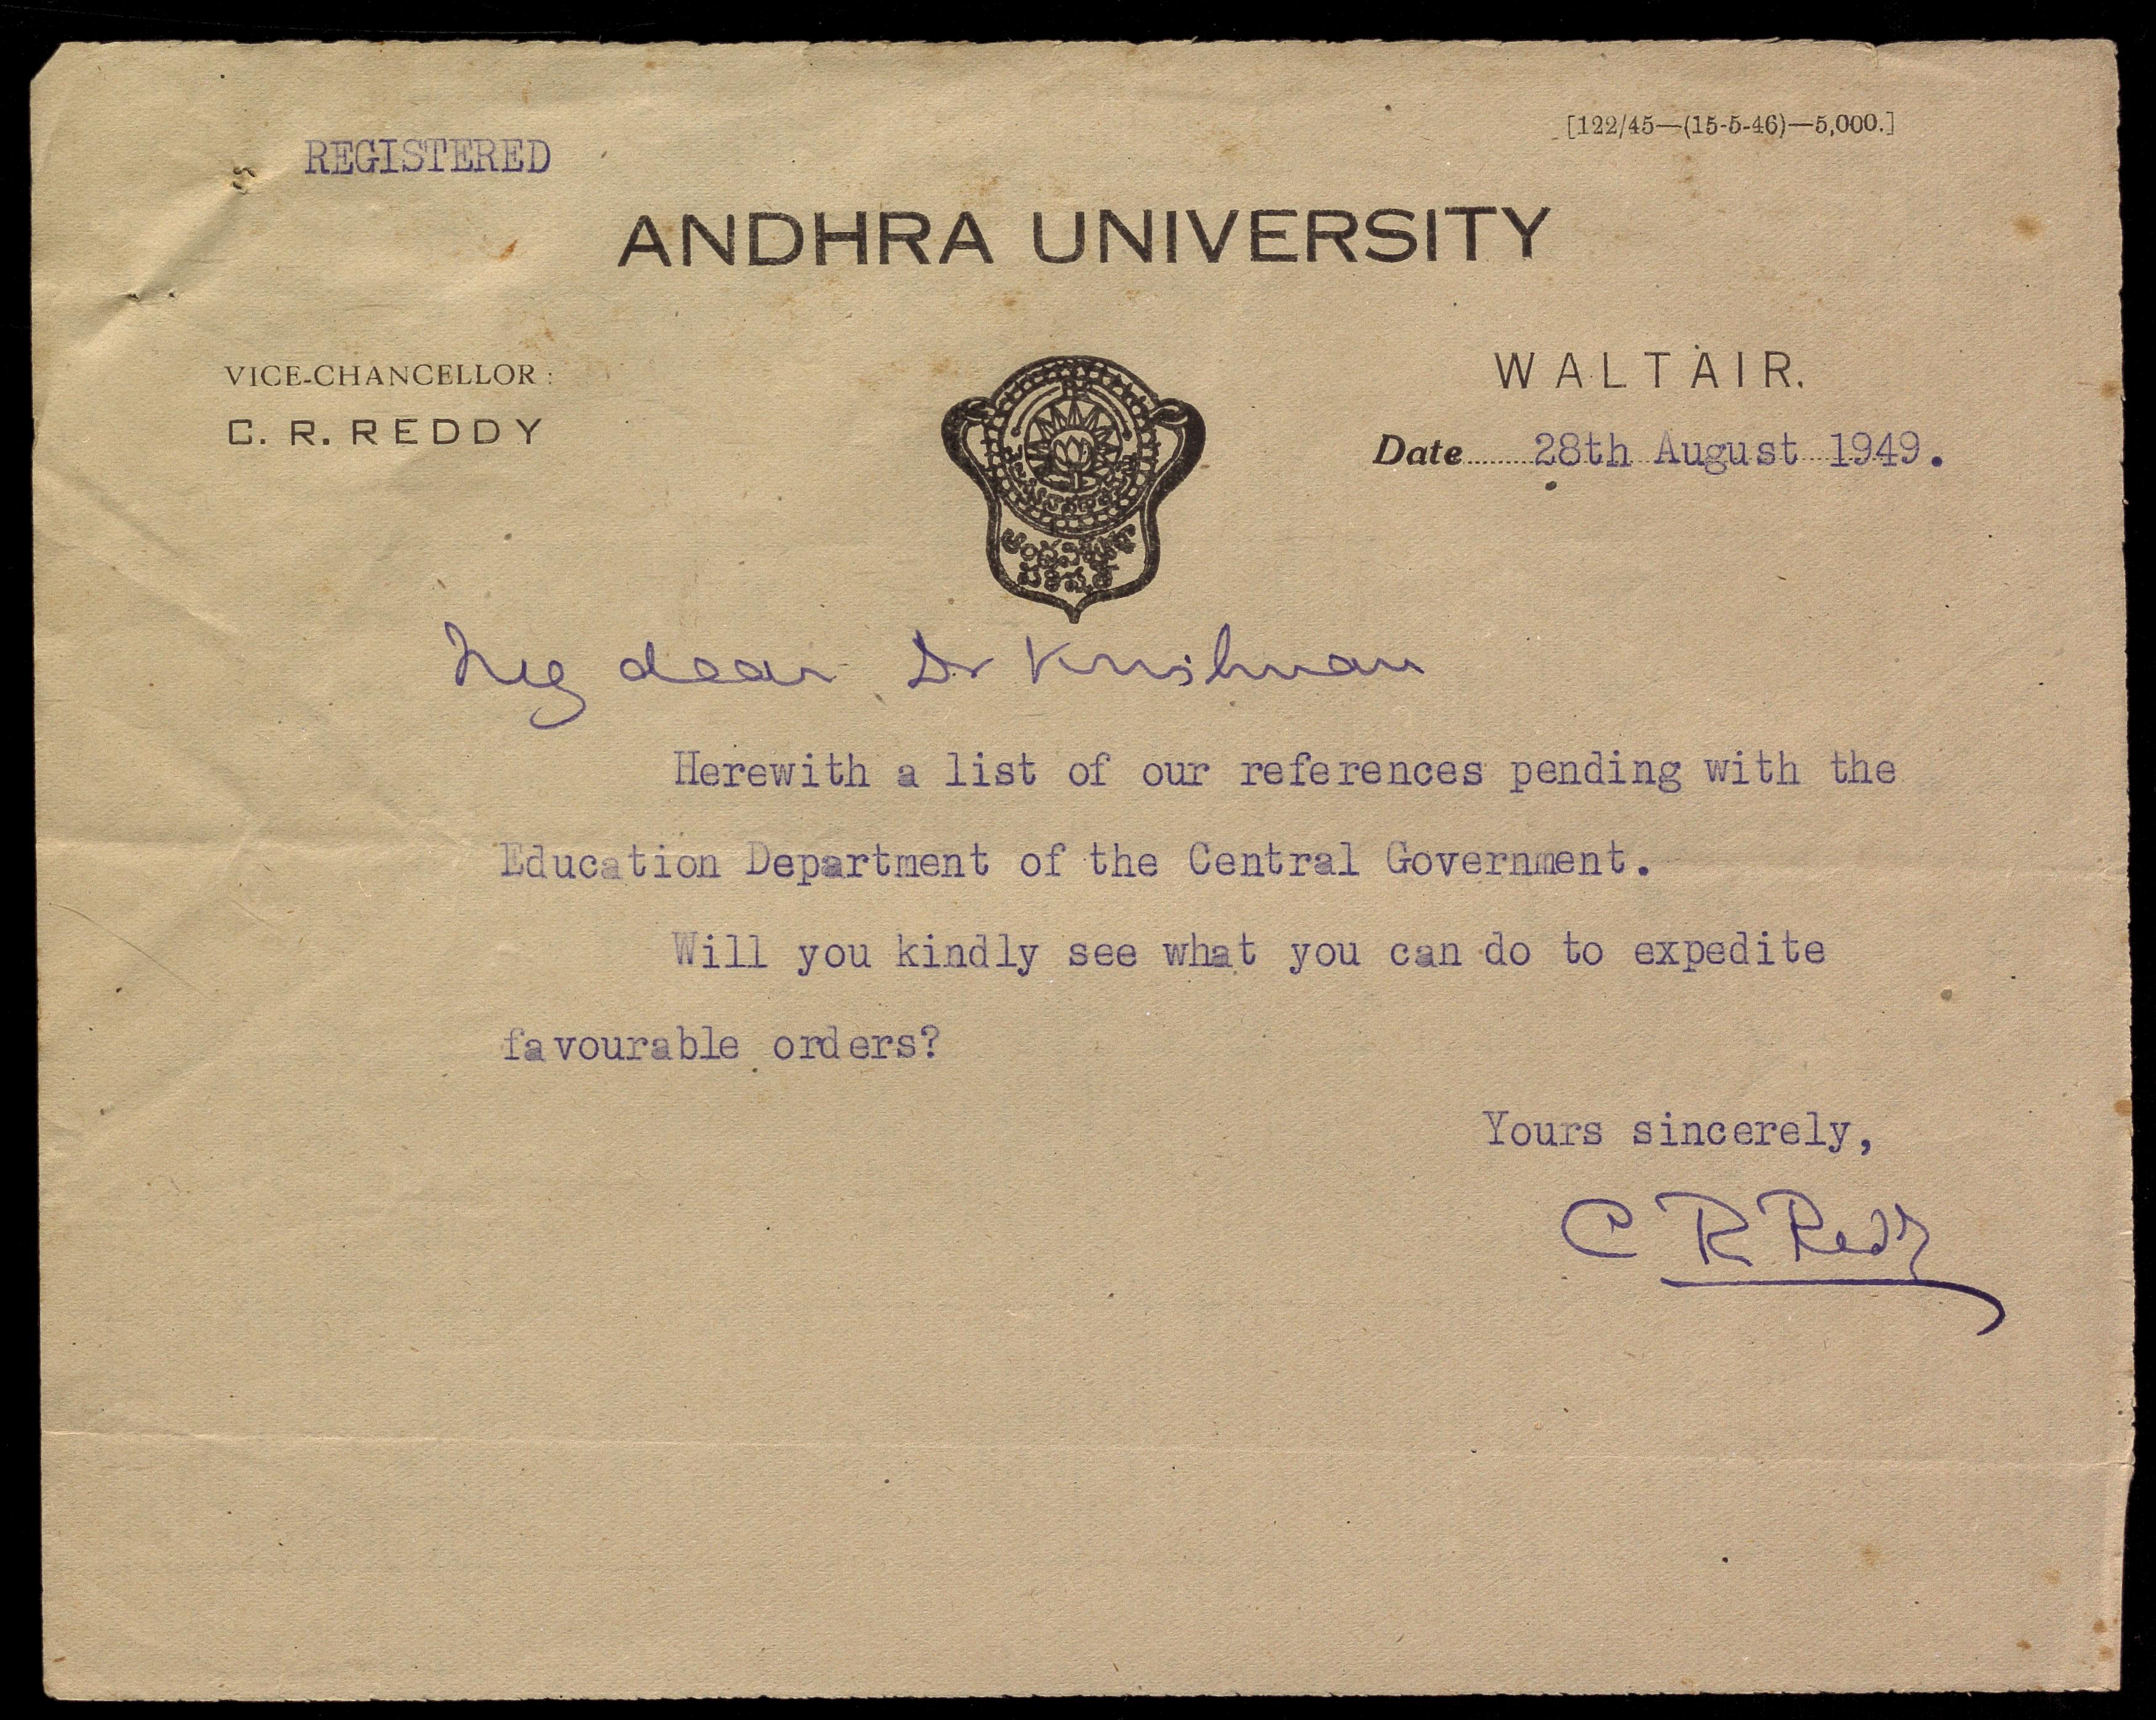 [122/45—(15-5-46)—5,000.]
REGISTERED
ANDHRA UNIVERSITY
VICE-CHANCELLOR :
C. R. REDDY
WALTAIR.
Date 28th August 1949.
My dear Dr Krishnan
Herewith a list of our references pending with the
Education Department of the Central Government.
Will you kindly see what you can do to expedite
favourable orders?
Yours sincerely,
C R Reddy